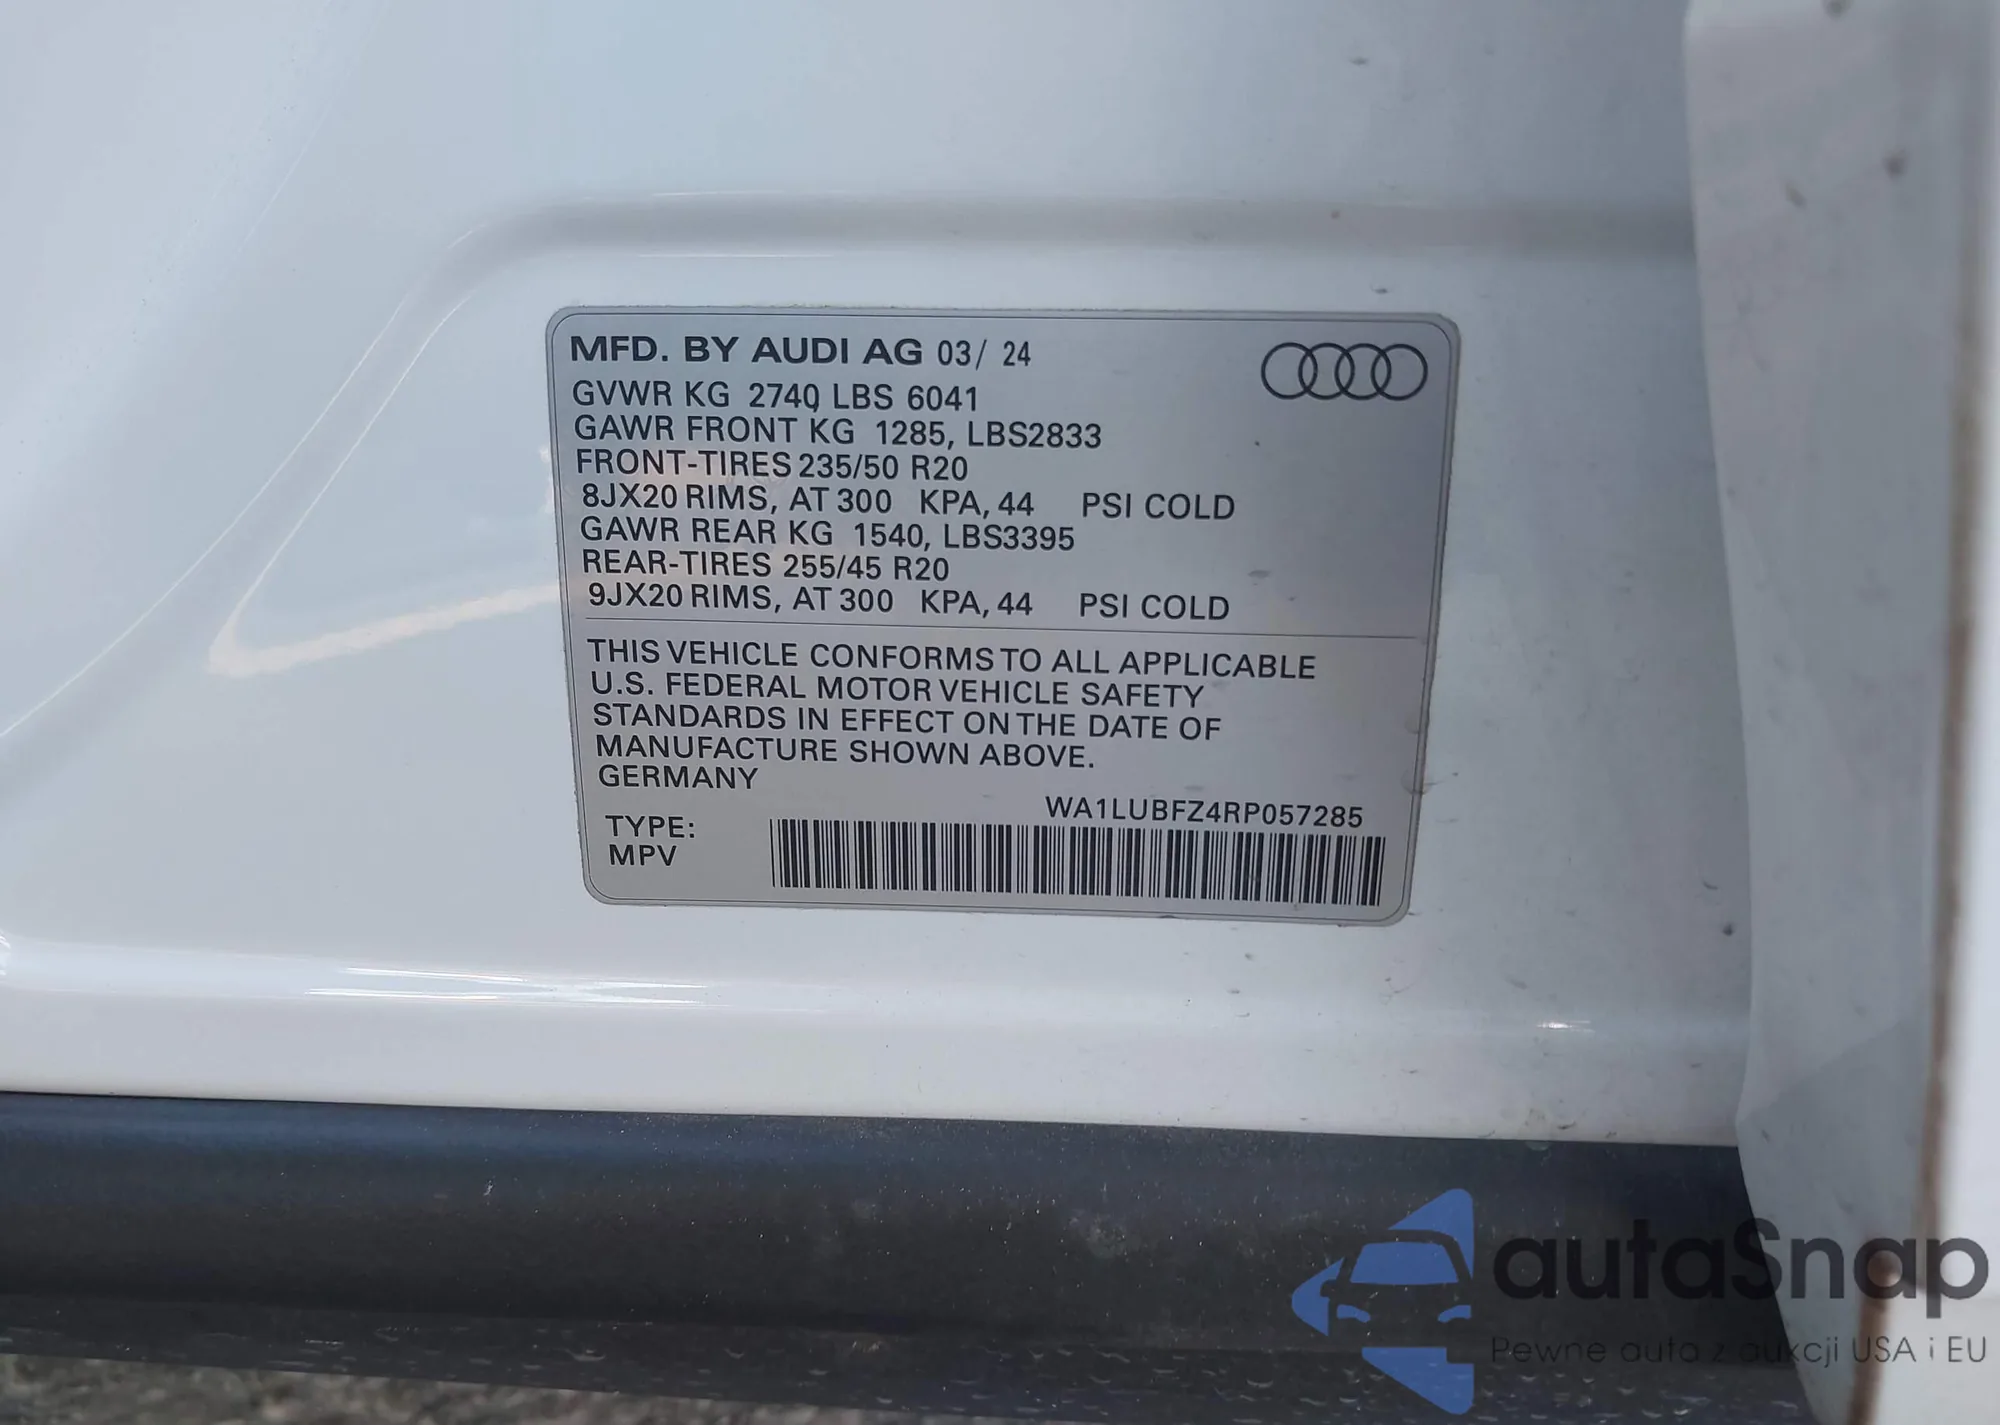 MFD. BY AUDI AG 03/ 24
GVWR KG 2740 LBS 6041
GAWR FRONT KG 1285, LBS2833
FRONT-TIRES 235/50 R20
8JX20 RIMS, AT 300 KPA, 44 PSI COLD
GAWR REAR KG 1540, LBS3395
REAR-TIRES 255/45 R20
9JX20 RIMS, AT 300 KPA, 44 PSI COLD
THIS VEHICLE CONFORMS TO ALL APPLICABLE
U.S. FEDERAL MOTOR VEHICLE SAFETY
STANDARDS IN EFFECT ON THE DATE OF
MANUFACTURE SHOWN ABOVE.
GERMANY
WA1LUBFZ4RP057285
TYPE:
MPV
autaSnap
Pewne auta z aukcji USA i EU